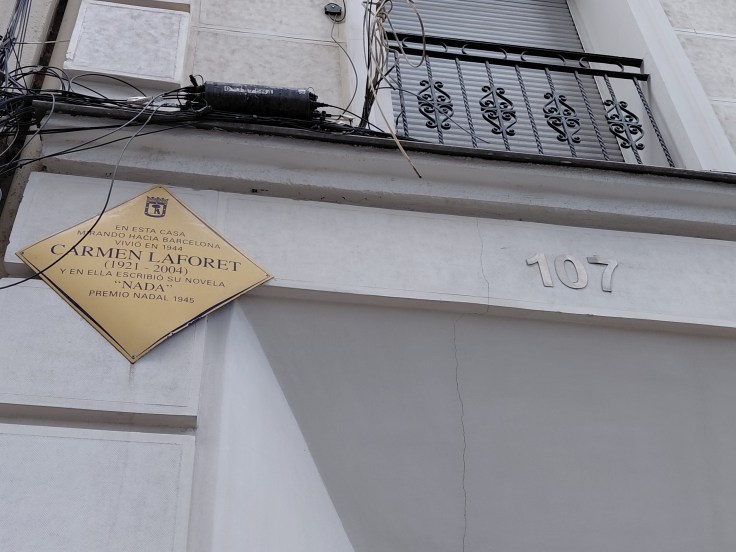 EN ESTA CASA
MIRANDO HACIA BARCELONA
VIVIÓ EN 1944
CARMEN LAFORET
(1921 - 2004)
Y EN ELLA ESCRIBIÓ SU NOVELA
"NADA"
PREMIO NADAL 1945
107